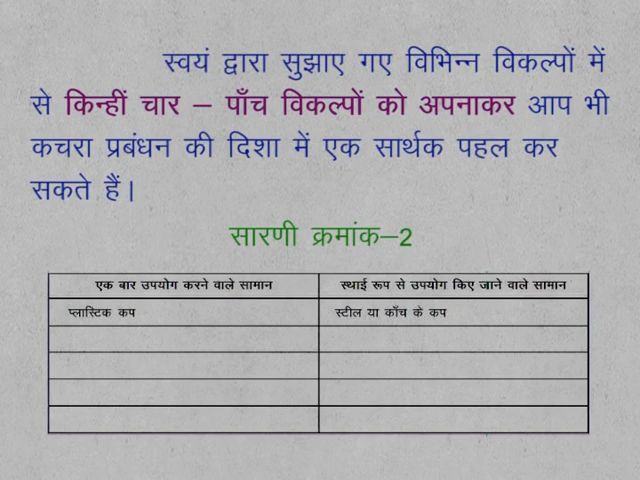 स्वयं द्वारा सुझाए गए विभिन्न विकल्पों में
से किन्हीं चार – पाँच विकल्पों को अपनाकर आप भी
कचरा प्रबंधन की दिशा में एक सार्थक पहल कर
सकते हैं।
सारणी क्रमांक–2
एक बार उपयोग करने वाले सामान स्थाई रूप से उपयोग किए जाने वाले सामान
प्लास्टिक कप स्टील या काँच के कप